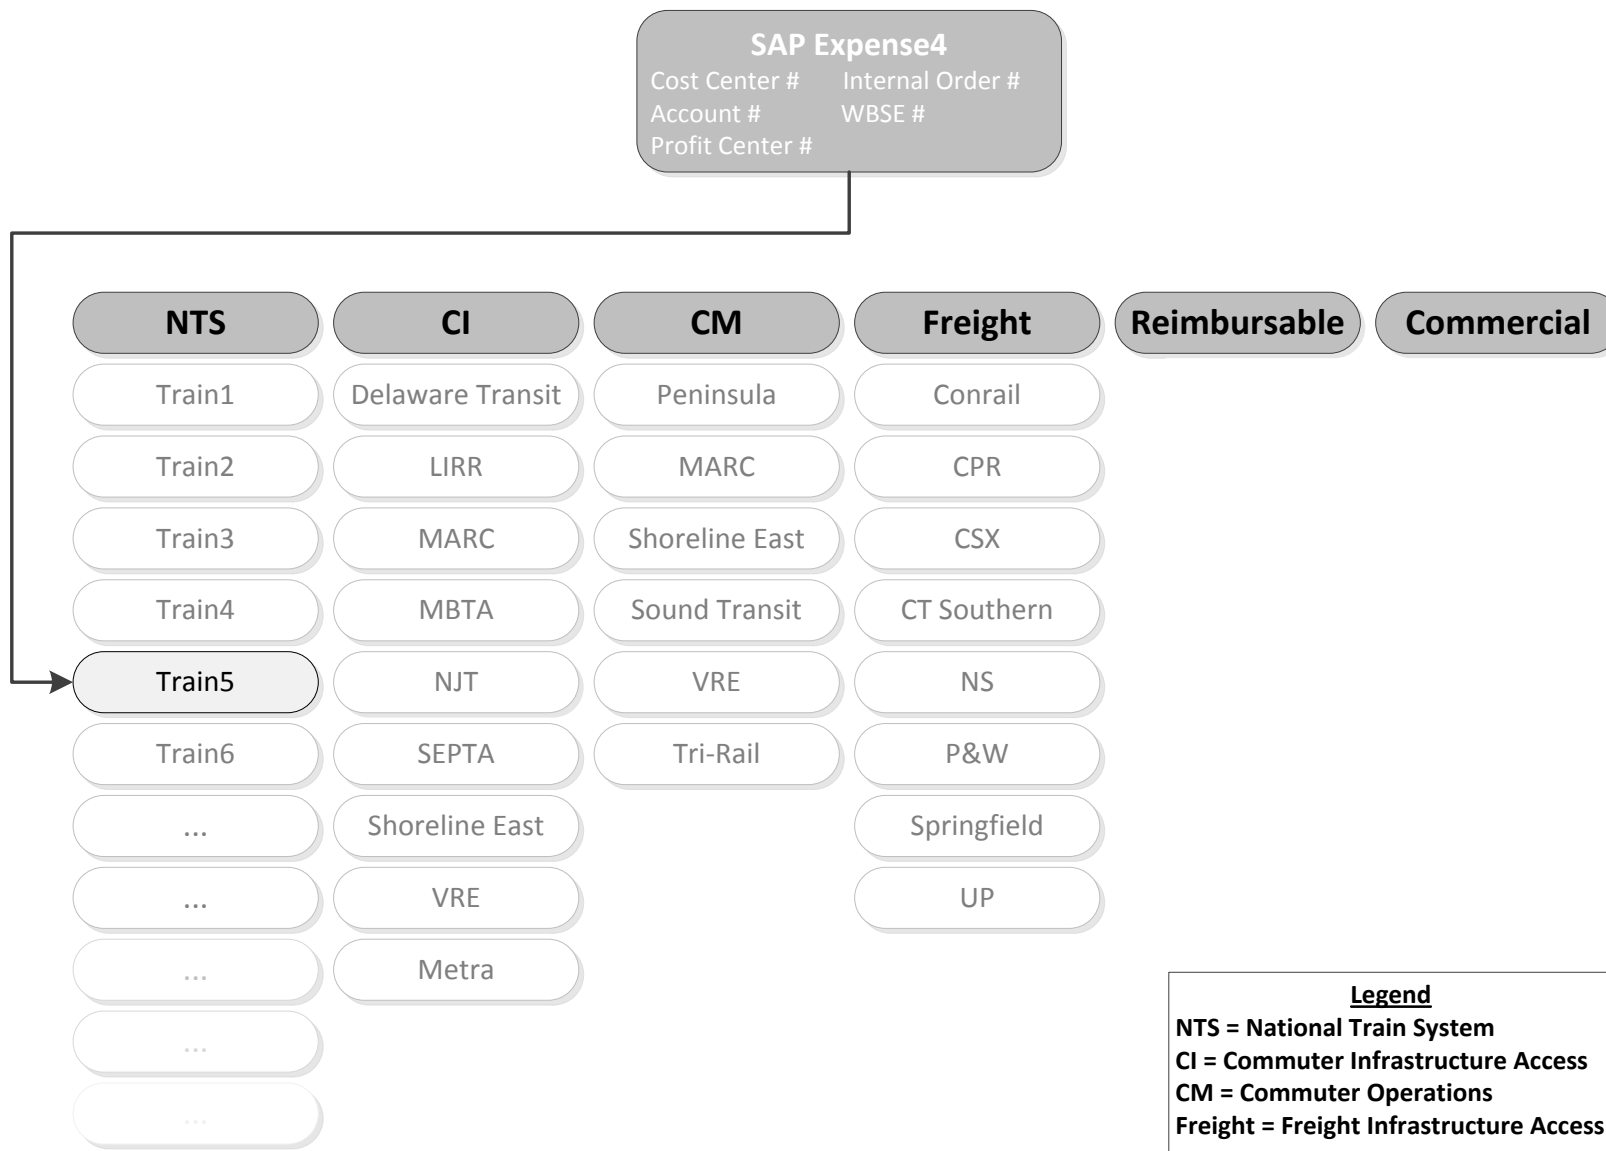 SAP Expense4
Cost Center # Internal Order #
Account # WBSE #
Profit Center #
NTS CI CM Freight Reimbursable Commercial
Train1 Delaware Transit Peninsula Conrail
Train2 LIRR MARC CPR
Train3 MARC Shoreline East CSX
Train4 MBTA Sound Transit CT Southern
Train5 NJT VRE NS
Train6 SEPTA Tri-Rail P&W
... Shoreline East Springfield
... VRE UP
... Metra
...
...
Legend
NTS = National Train System
CI = Commuter Infrastructure Access
CM = Commuter Operations
Freight = Freight Infrastructure Access